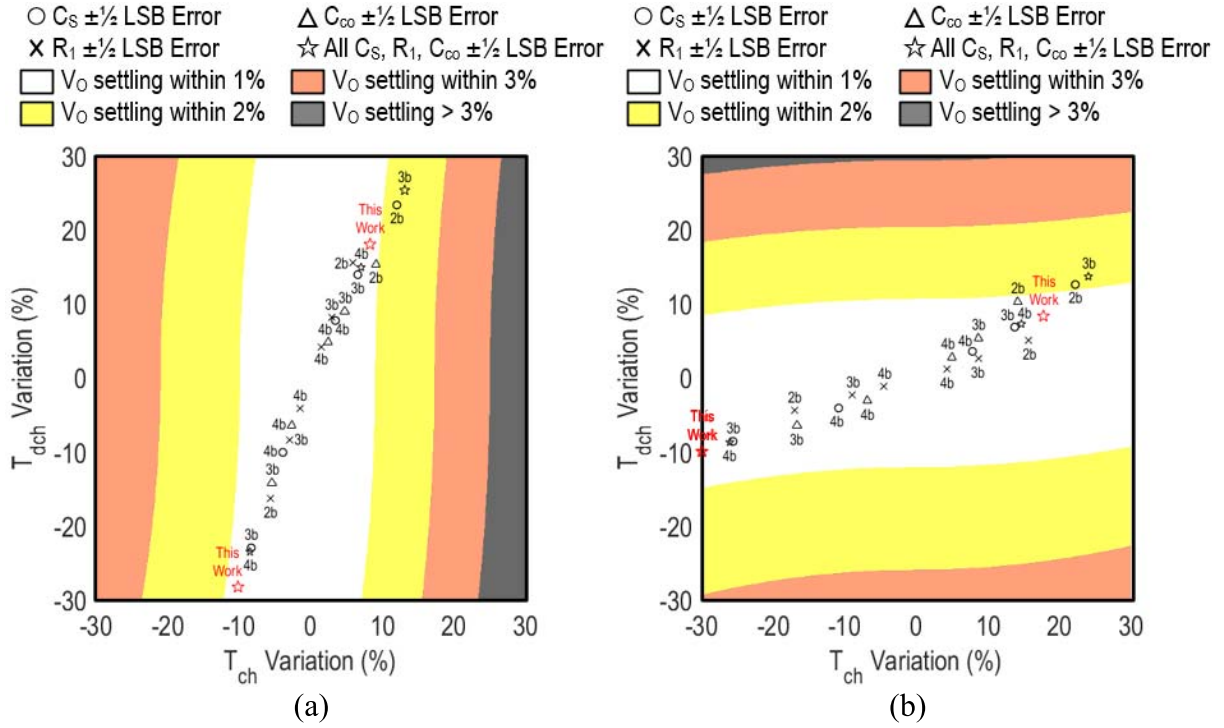 C_S ±½ LSB Error
C_co ±½ LSB Error
R_1 ±½ LSB Error
All C_S, R_1, C_co ±½ LSB Error
V_O settling within 1%
V_O settling within 3%
V_O settling within 2%
V_O settling > 3%
30
20
10
0
-10
-20
-30
T_dch Variation (%)
3b
2b
This
Work
4b
2b
2b
3b
3b
3b
4b
4b
4b
4b
4b
3b
4b
3b
2b
3b
This
Work
4b
-30
-20
-10
0
10
20
30
T_ch Variation (%)
(a)
C_S ±½ LSB Error
C_co ±½ LSB Error
R_1 ±½ LSB Error
All C_S, R_1, C_co ±½ LSB Error
V_O settling within 1%
V_O settling within 3%
V_O settling within 2%
V_O settling > 3%
30
20
10
0
-10
-20
-30
T_dch Variation (%)
3b
This
Work
2b
2b
3b
4b
3b
4b
4b
2b
3b
4b
4b
3b
2b
4b
4b
3b
This
Work
3b
4b
-30
-20
-10
0
10
20
30
T_ch Variation (%)
(b)